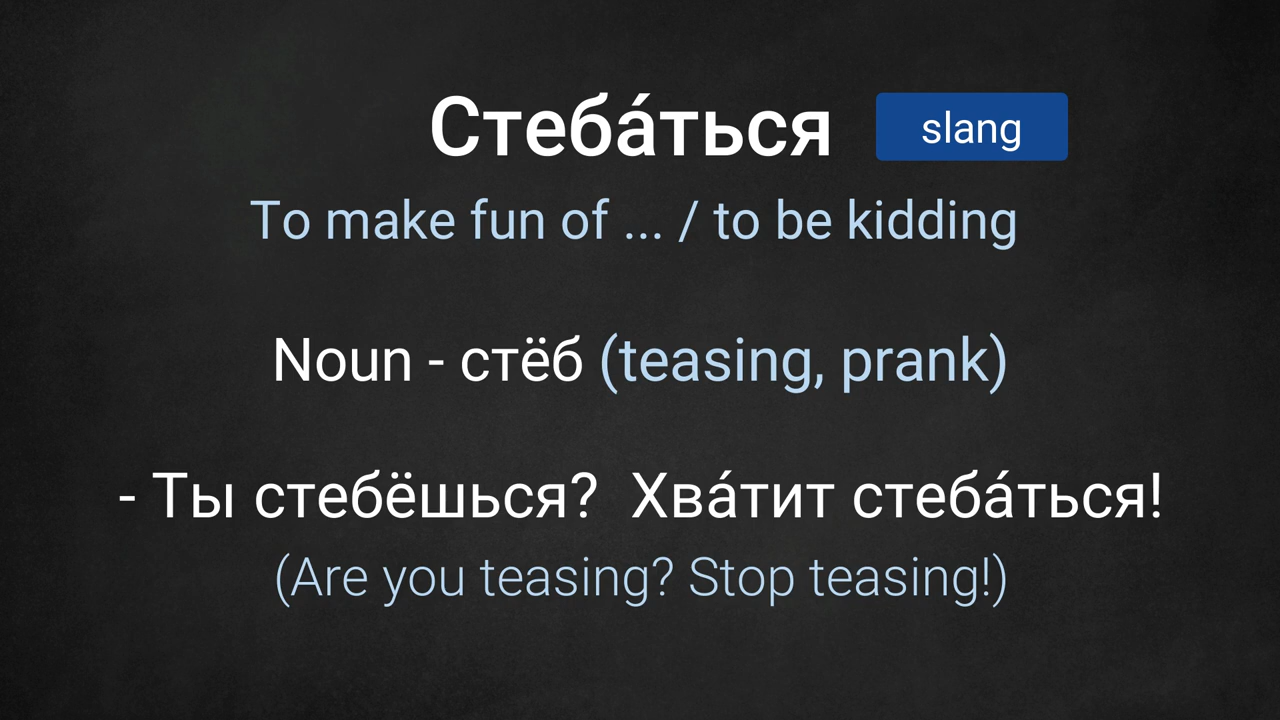 Стеба́ться slang
To make fun of ... / to be kidding
Noun - стёб (teasing, prank)
- Ты стебёшься? Хва́тит стеба́ться!
(Are you teasing? Stop teasing!)